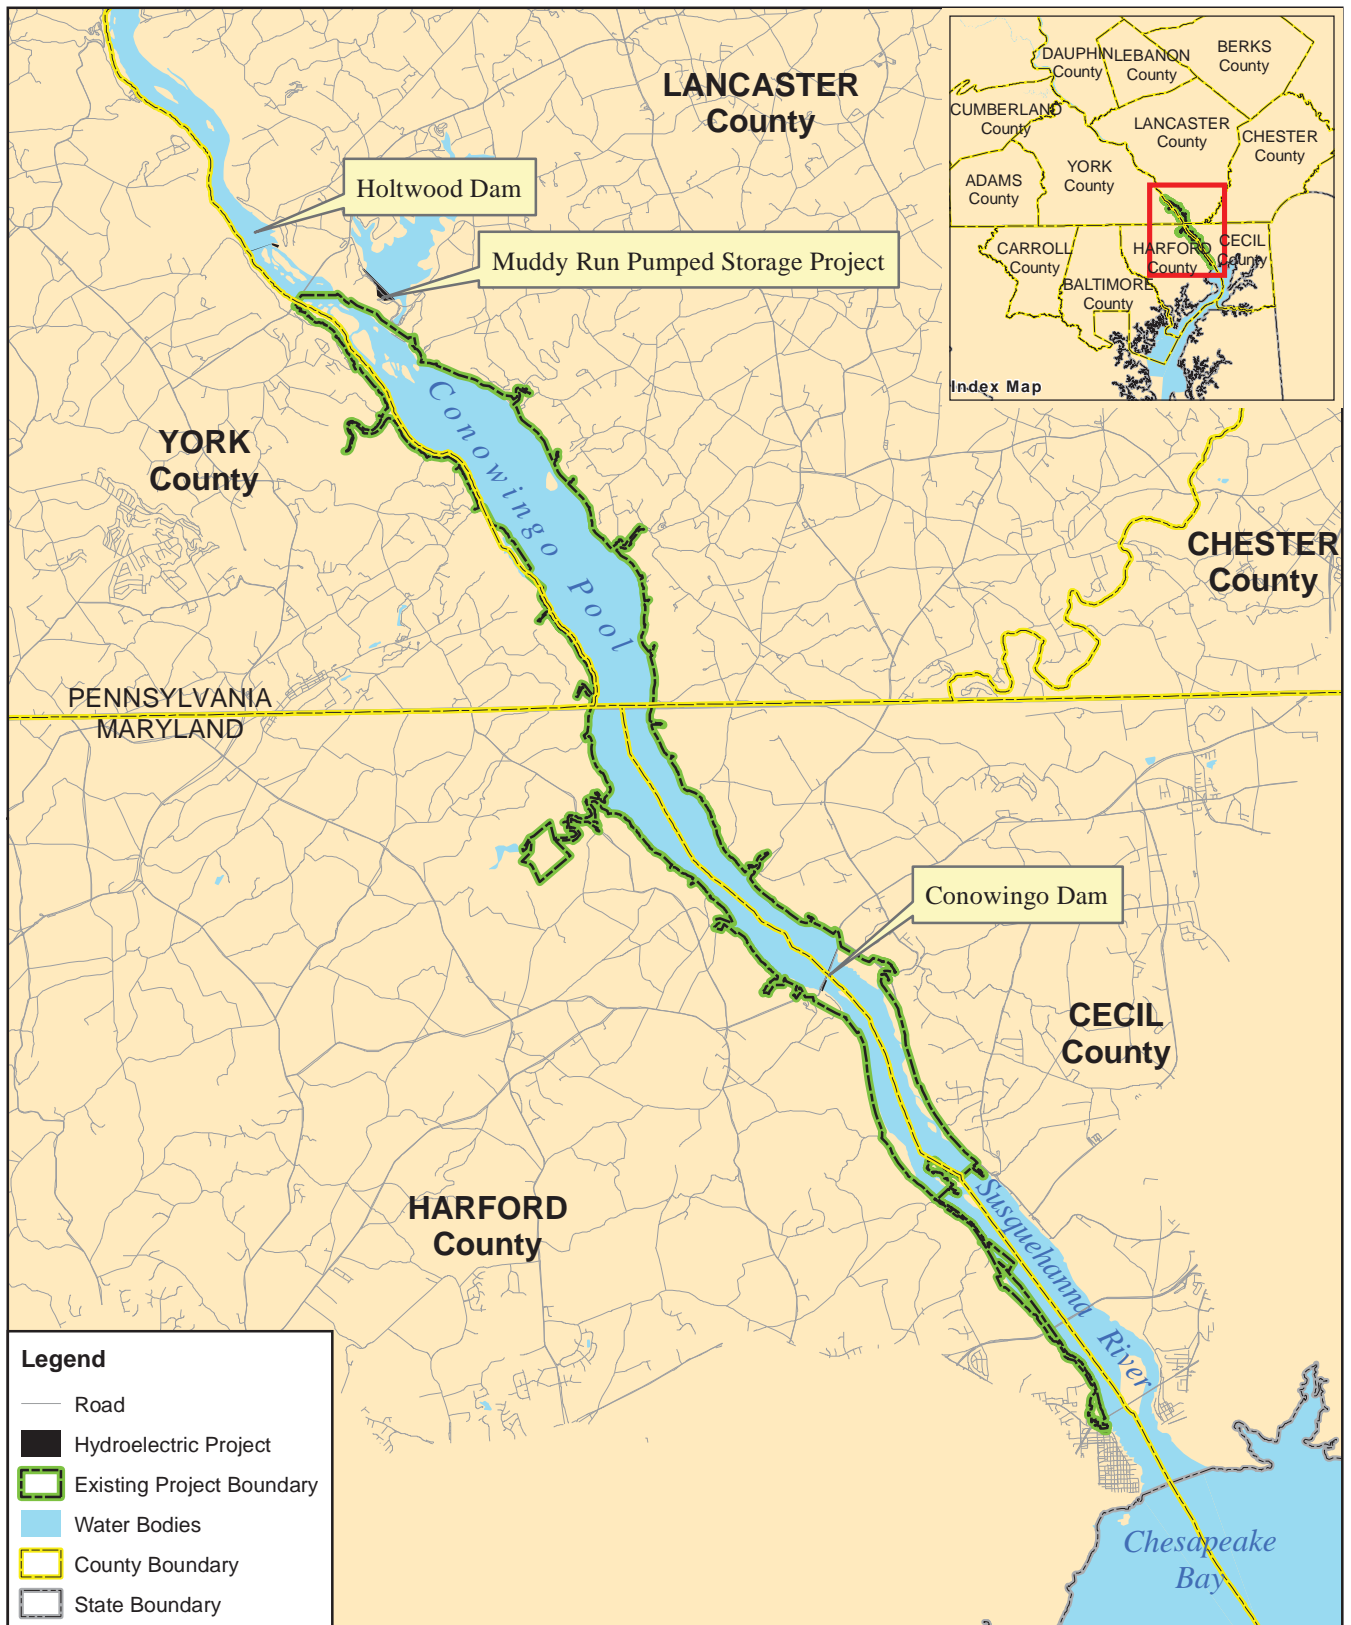 LANCASTER
County
Holtwood Dam
Muddy Run Pumped Storage Project
Conowingo Pool
YORK
County
CHESTER
County
PENNSYLVANIA
MARYLAND
Conowingo Dam
CECIL
County
HARFORD
County
Susquehanna River
Chesapeake
Bay
DAUPHIN
County
LEBANON
County
BERKS
County
CUMBERLAND
County
LANCASTER
County
CHESTER
County
YORK
County
ADAMS
County
CARROLL
County
HARFORD
County
CECIL
County
BALTIMORE
County
Index Map
Legend
Road
Hydroelectric Project
Existing Project Boundary
Water Bodies
County Boundary
State Boundary